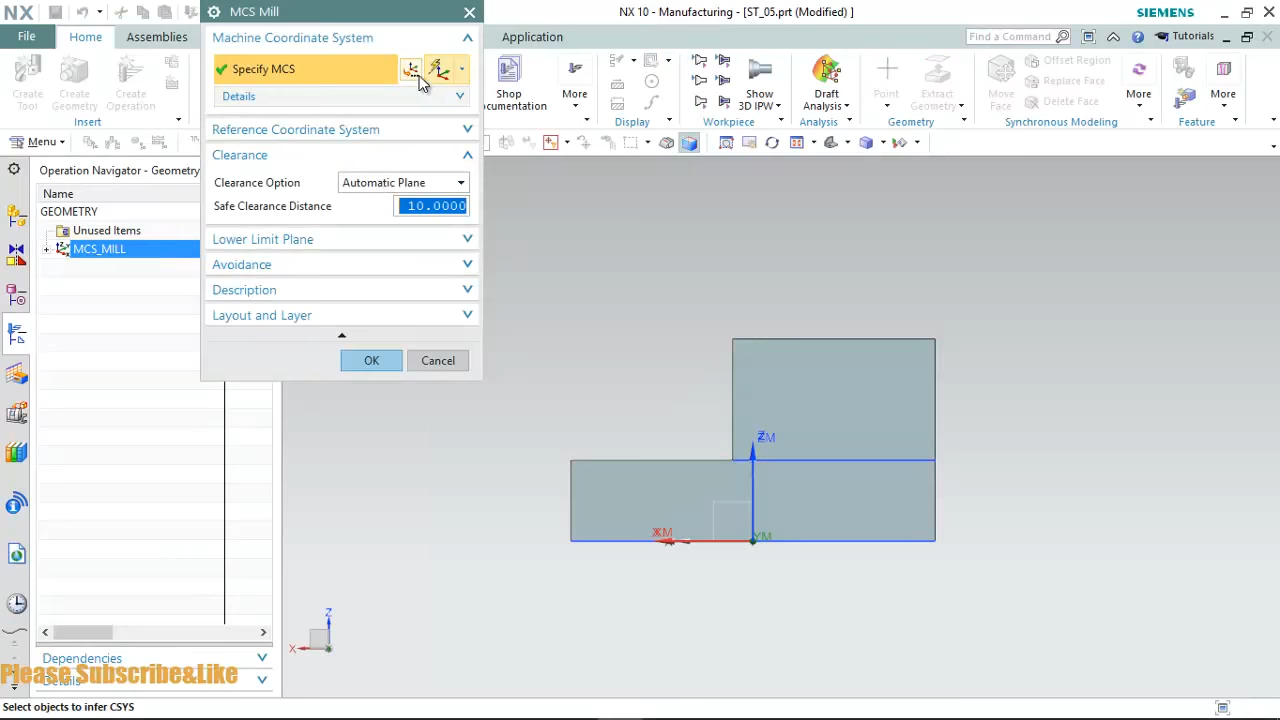 NX
MCS Mill
NX 10 - Manufacturing - [ST_05.prt (Modified) ]
SIEMENS
File
Home
Assemblies
Application
Find a Command
Tutorials
Machine Coordinate System
Specify MCS
Details
Reference Coordinate System
Clearance
Clearance Option
Automatic Plane
Safe Clearance Distance
10.0000
Lower Limit Plane
Avoidance
Description
Layout and Layer
OK
Cancel
Create
Tool
Create
Geometry
Create
Operation
Insert
Shop
ocumentation
More
Display
Show
3D IPW
Workpiece
Draft
Analysis
Analysis
Point
Extract
Geometry
Geometry
Move
Face
Offset Region
Replace Face
Delete Face
More
Synchronous Modeling
More
Feature
Menu
Operation Navigator - Geometry
Name
GEOMETRY
Unused Items
MCS_MILL
ZM
XM
YM
Z
X
Dependencies
Details
Please Subscribe&Like
Select objects to infer CSYS